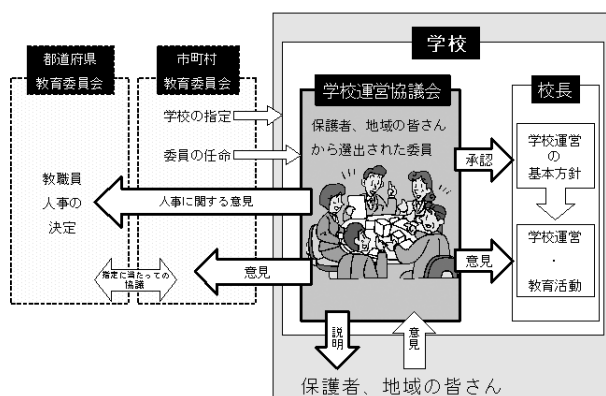 学校
都道府県
教育委員会
市町村
教育委員会
学校運営協議会
校長
学校の指定
委員の任命
保護者、地域の皆さん
から選出された委員
承認
学校運営
の
基本方針
教職員
人事の
決定
人事に関する意見
意見
意見
学校運営
・
教育活動
指定に当たっての
協議
説明
意見
保護者、地域の皆さん